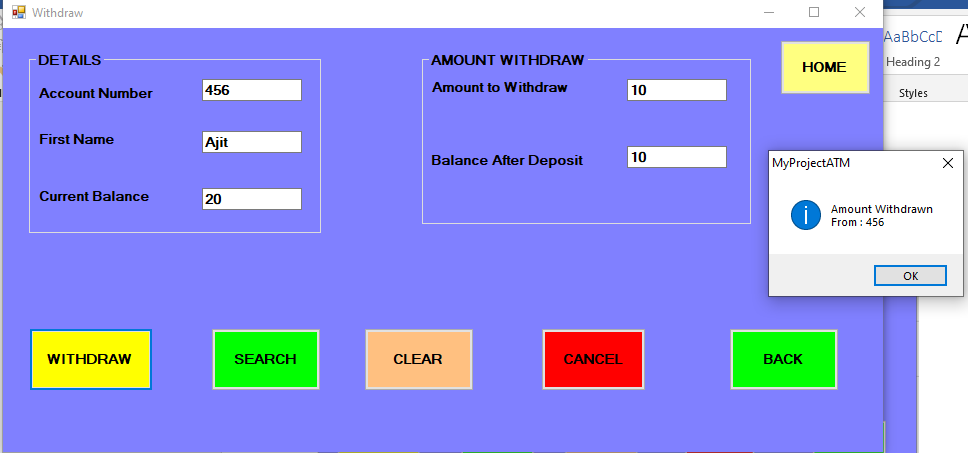 Withdraw
DETAILS
Account Number 456
First Name Ajit
Current Balance 20
AMOUNT WITHDRAW
Amount to Withdraw 10
Balance After Deposit 10
HOME
AaBbCcD
Heading 2
Styles
MyProjectATM
Amount Withdrawn
From : 456
OK
WITHDRAW
SEARCH
CLEAR
CANCEL
BACK